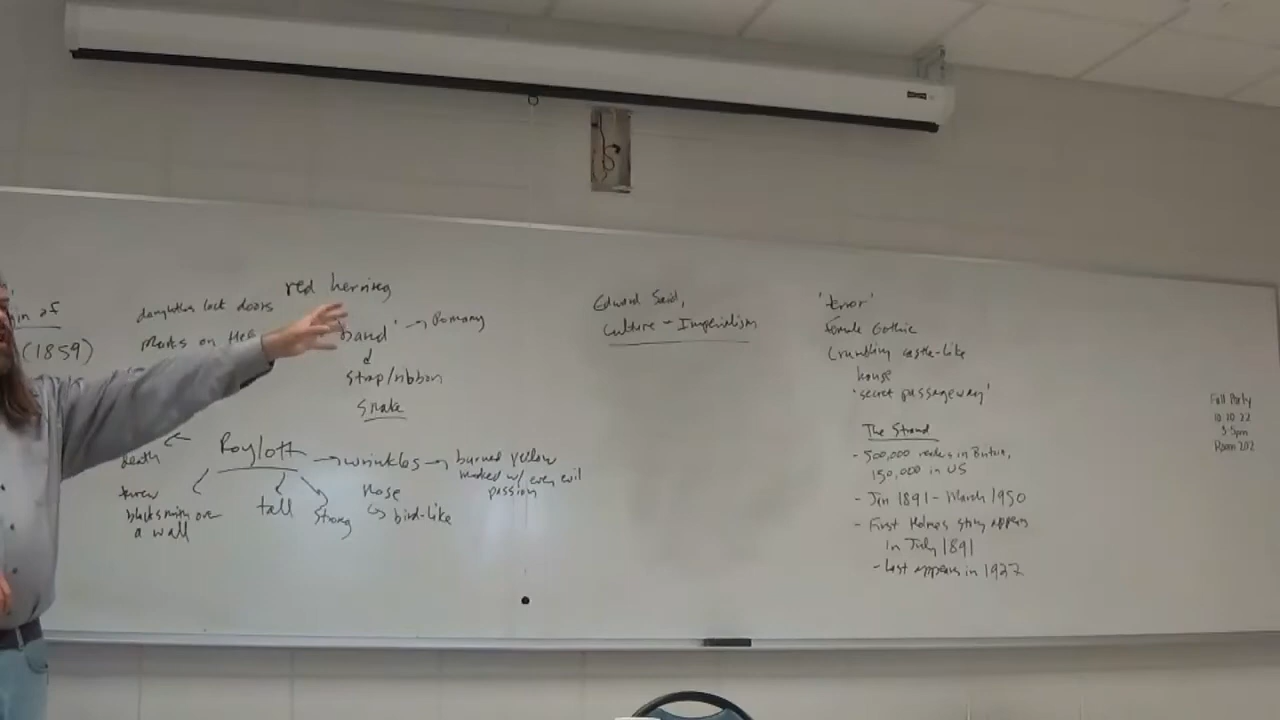 in of
(1859)
daughters lock doors
Marks on
red herring
'band' → Romany
strap/ribbon
Snake
death
Roylott
→ wrinkles → burned yellow
marked w/ every evil
passion
threw
blacksmith over
a wall
tall
strong
Nose
bird-like
Edward Said,
Culture - Imperialism
'terror'
Female Gothic
Crumbling castle-like
house
'secret passageway'
The Strand
- 500,000 readers in Britain,
150,000 in US
- Jan 1891 - March 1950
- First Holmes story appears
in July 1891
- Last appears in 1927
Fall Party
10.20.22
3-5pm
Room 202